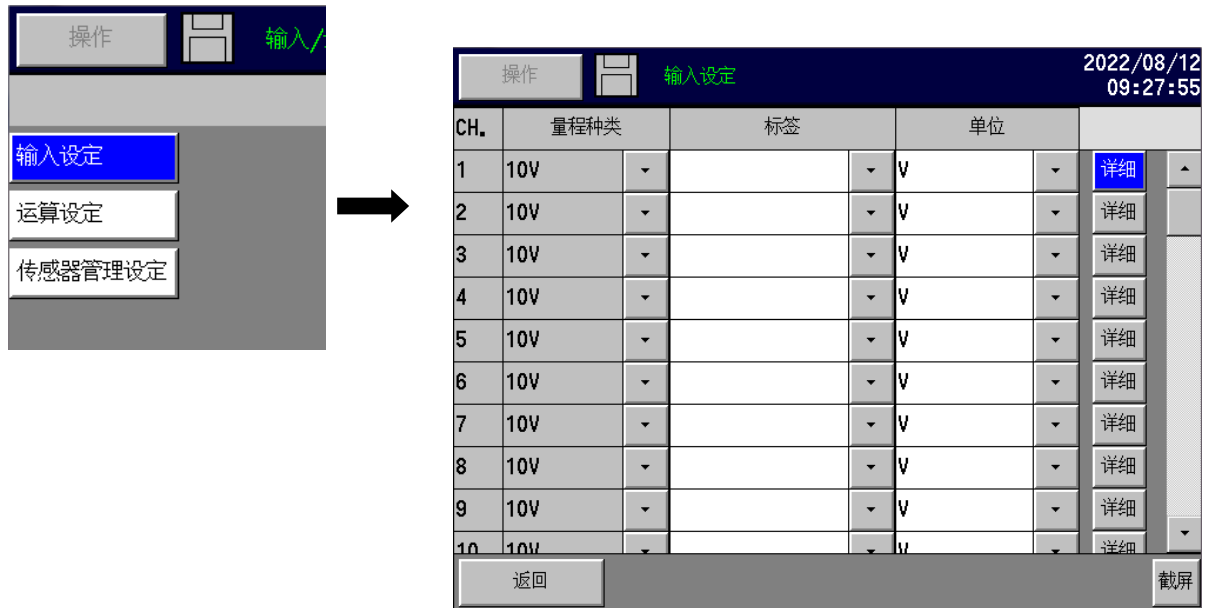 操作 输入/
输入设定
运算设定
传感器管理设定
操作 输入设定 2022/08/12
09:27:55
CH. 量程种类 标签 单位
1 10V V 详细
2 10V V 详细
3 10V V 详细
4 10V V 详细
5 10V V 详细
6 10V V 详细
7 10V V 详细
8 10V V 详细
9 10V V 详细
10 10V V 详细
返回 截屏